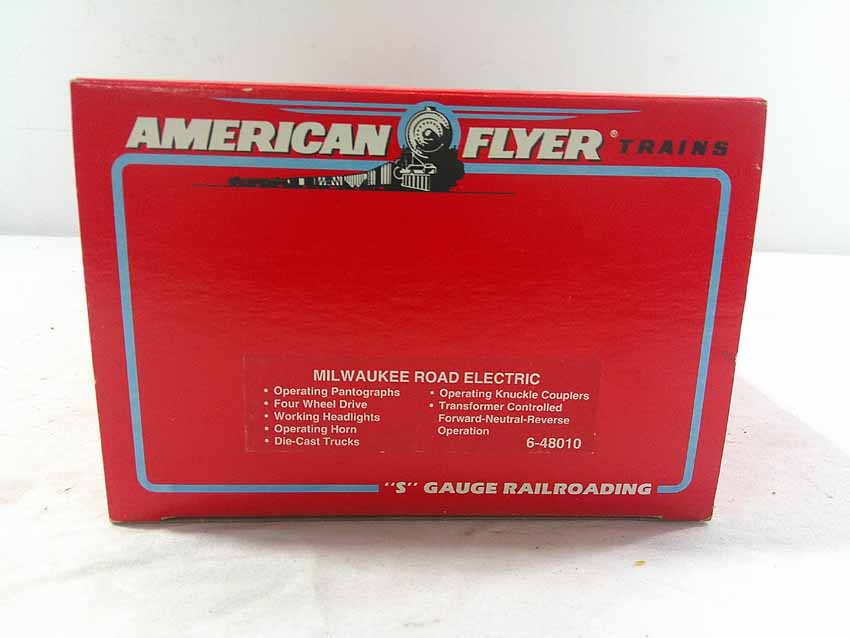 AMERICAN FLYER® TRAINS
MILWAUKEE ROAD ELECTRIC
• Operating Pantographs
• Four Wheel Drive
• Working Headlights
• Operating Horn
• Die-Cast Trucks
• Operating Knuckle Couplers
• Transformer Controlled
Forward-Neutral-Reverse
Operation
6-48010
"S" GAUGE RAILROADING